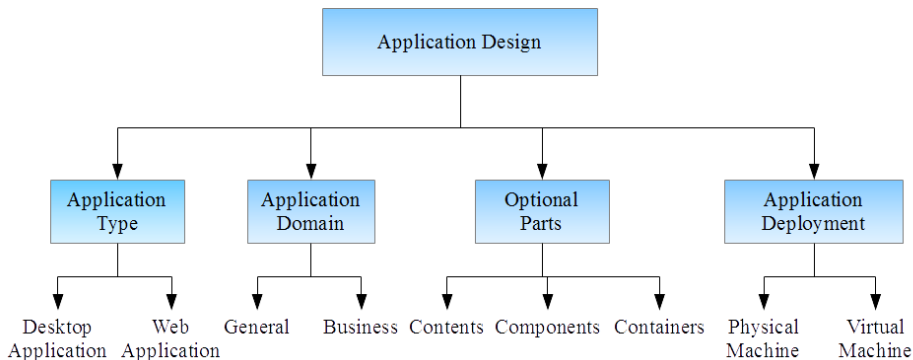 Application Design
Application
Type
Application
Domain
Optional
Parts
Application
Deployment
Desktop
Application
Web
Application
General
Business
Contents
Components
Containers
Physical
Machine
Virtual
Machine